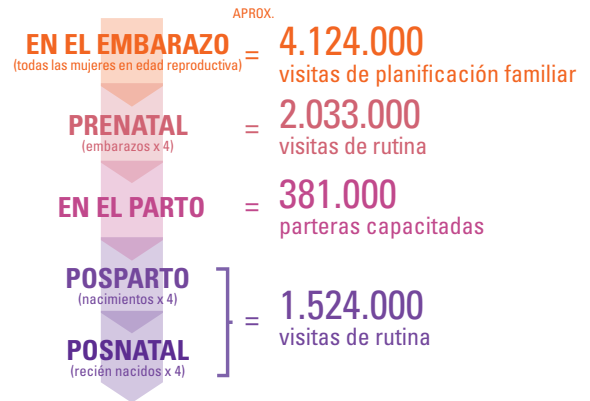 APROX.
EN EL EMBARAZO
(todas las mujeres en edad reproductiva)
=
4.124.000
visitas de planificación familiar
PRENATAL
(embarazos x 4)
=
2.033.000
visitas de rutina
EN EL PARTO
=
381.000
parteras capacitadas
POSPARTO
(nacimientos x 4)
POSNATAL
(recién nacidos x 4)
=
1.524.000
visitas de rutina